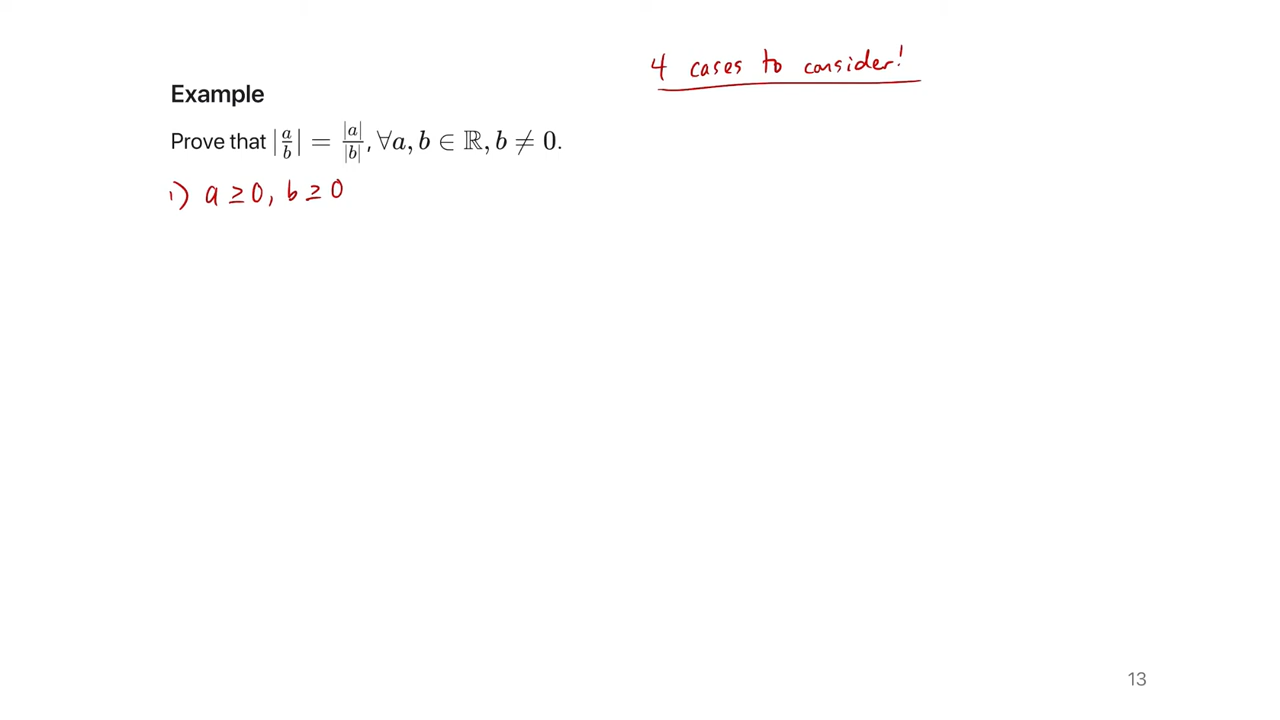 4 cases to consider!
Example
Prove that |a/b| = |a|/|b|, ∀a, b ∈ ℝ, b ≠ 0.
1) a ≥ 0, b ≥ 0
13